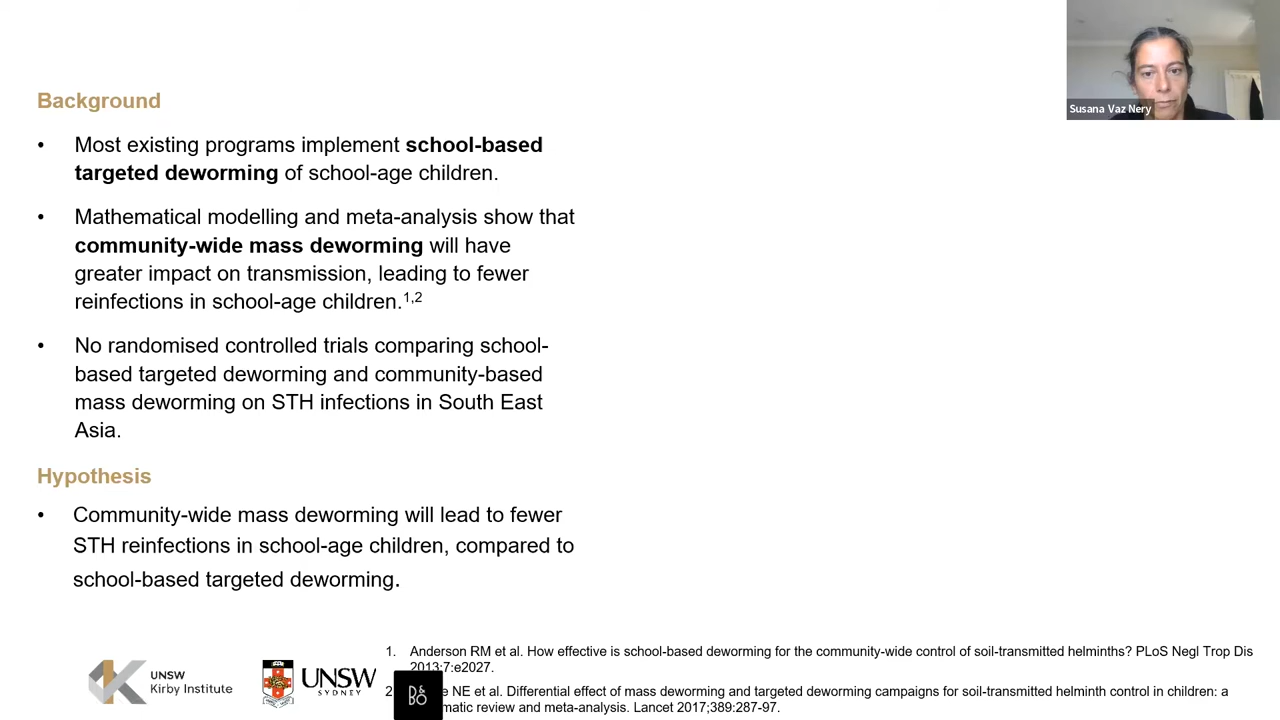 Susana Vaz Nery
Background
• Most existing programs implement school-based
targeted deworming of school-age children.
• Mathematical modelling and meta-analysis show that
community-wide mass deworming will have
greater impact on transmission, leading to fewer
reinfections in school-age children.1,2
• No randomised controlled trials comparing school-
based targeted deworming and community-based
mass deworming on STH infections in South East
Asia.
Hypothesis
• Community-wide mass deworming will lead to fewer
STH reinfections in school-age children, compared to
school-based targeted deworming.
UNSW
Kirby Institute
UNSW
SYDNEY
1. Anderson RM et al. How effective is school-based deworming for the community-wide control of soil-transmitted helminths? PLoS Negl Trop Dis
2013;7:e2027.
2 NE et al. Differential effect of mass deworming and targeted deworming campaigns for soil-transmitted helminth control in children: a
review and meta-analysis. Lancet 2017;389:287-97.
D&
BO